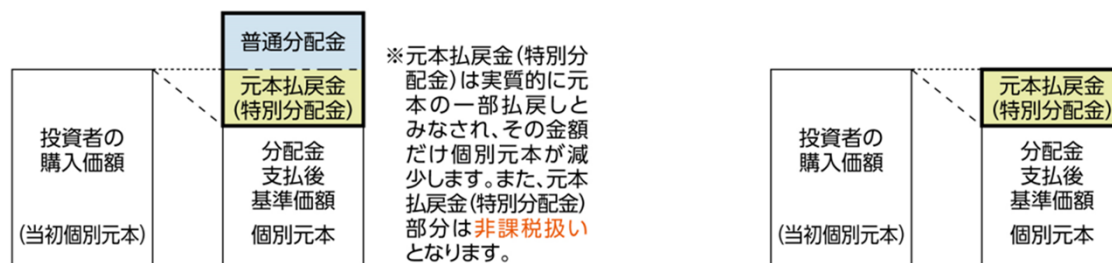 普通分配金
元本払戻金
(特別分配金)
投資者の
購入価額
(当初個別元本)
分配金
支払後
基準価額
個別元本
※元本払戻金(特別分
配金)は実質的に元
本の一部払戻しと
みなされ、その金額
だけ個別元本が減
少します。また、元本
払戻金(特別分配金)
部分は非課税扱い
となります。
投資者の
購入価額
(当初個別元本)
元本払戻金
(特別分配金)
分配金
支払後
基準価額
個別元本